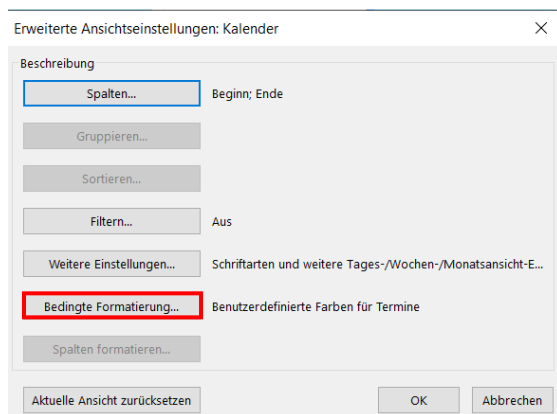 Erweiterte Ansichtseinstellungen: Kalender
Beschreibung
Spalten... Beginn; Ende
Gruppieren...
Sortieren...
Filtern... Aus
Weitere Einstellungen... Schriftarten und weitere Tages-/Wochen-/Monatsansicht-E...
Bedingte Formatierung... Benutzerdefinierte Farben für Termine
Spalten formatieren...
Aktuelle Ansicht zurücksetzen OK Abbrechen